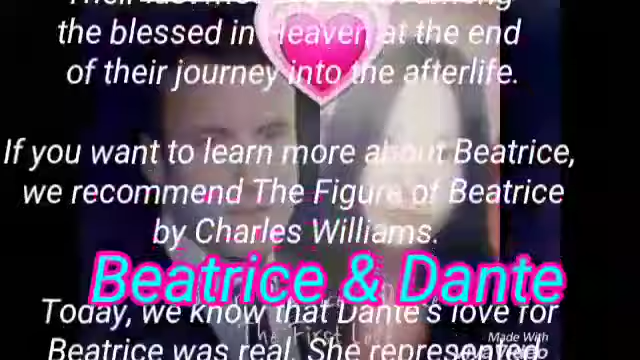 the blessed in Heaven at the end
of their journey into the afterlife.
If you want to learn more about Beatrice,
we recommend The Figure of Beatrice
by Charles Williams.
Beatrice & Dante
Today, we know that Dante's love for
The First
Beatrice was real. She represented
Made With